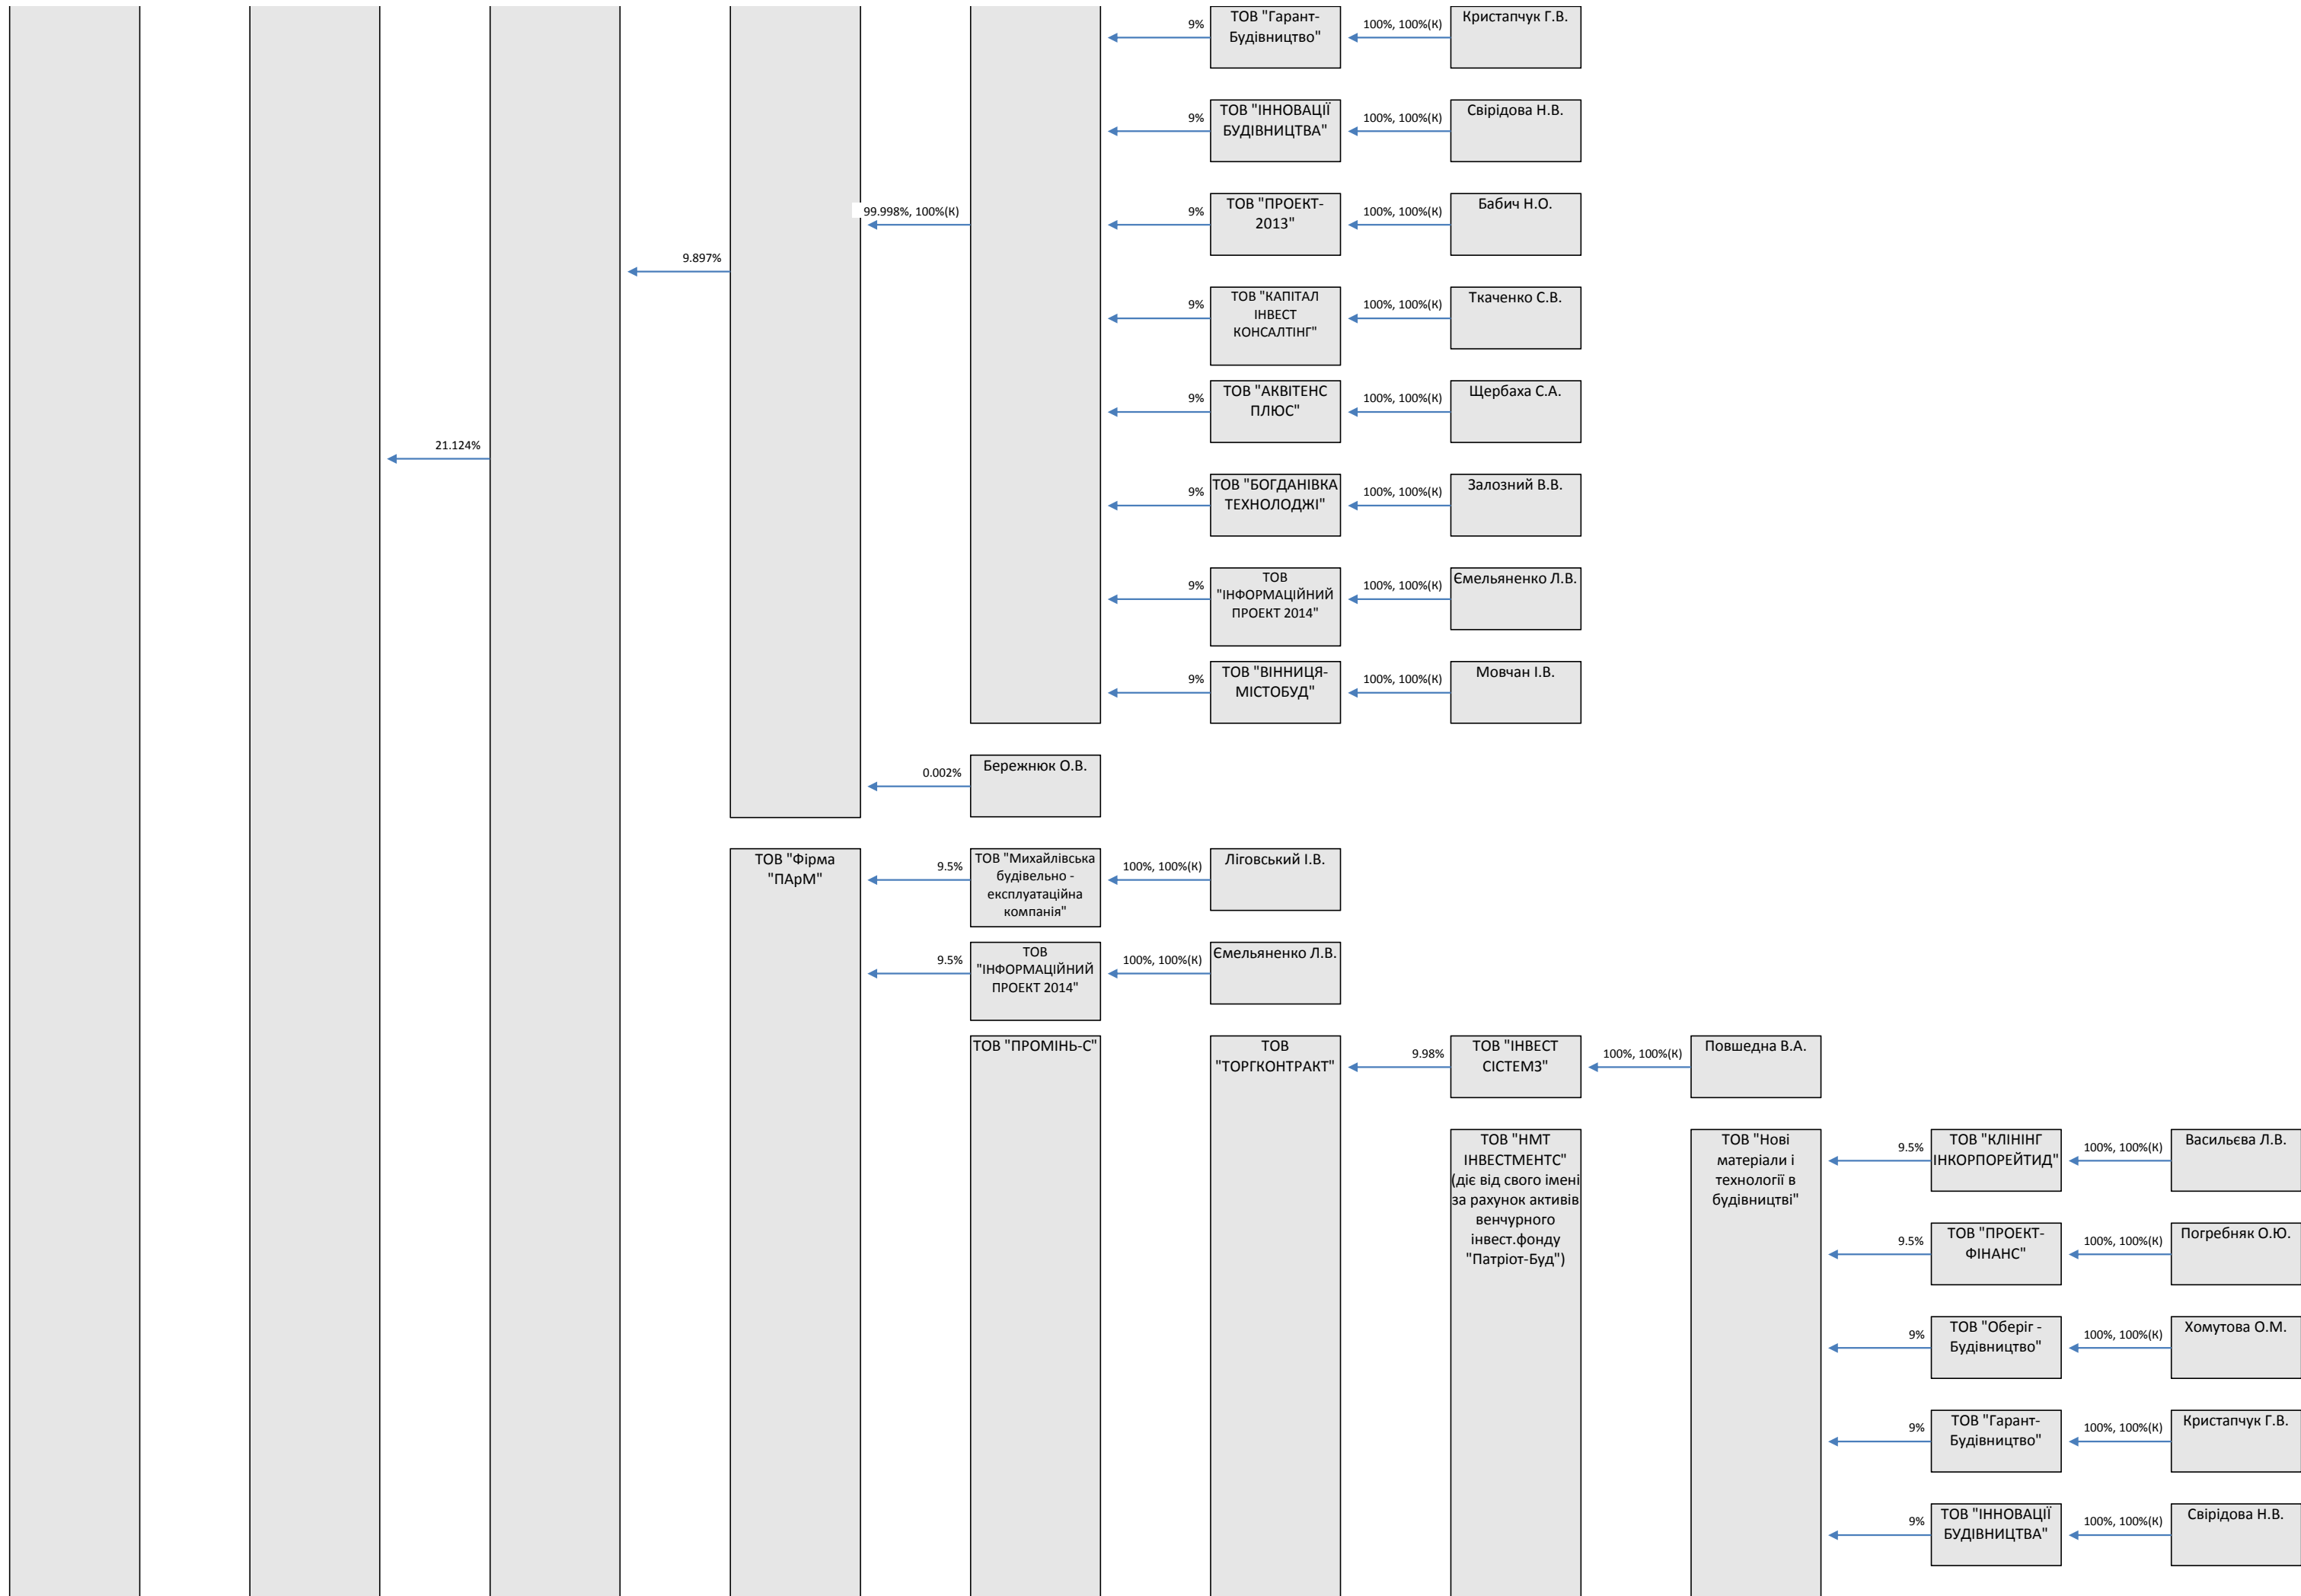 9%
ТОВ "Гарант-
Будівництво"
100%, 100%(К)
Кристапчук Г.В.
9%
ТОВ "ІННОВАЦІЇ
БУДІВНИЦТВА"
100%, 100%(К)
Свірідова Н.В.
99.998%, 100%(К)
9%
ТОВ "ПРОЕКТ-
2013"
100%, 100%(К)
Бабич Н.О.
9.897%
9%
ТОВ "КАПІТАЛ
ІНВЕСТ
КОНСАЛТІНГ"
100%, 100%(К)
Ткаченко С.В.
9%
ТОВ "АКВІТЕНС
ПЛЮС"
100%, 100%(К)
Щербаха С.А.
21.124%
9%
ТОВ "БОГДАНІВКА
ТЕХНОЛОДЖІ"
100%, 100%(К)
Залозний В.В.
9%
ТОВ
"ІНФОРМАЦІЙНИЙ
ПРОЕКТ 2014"
100%, 100%(К)
Ємельяненко Л.В.
9%
ТОВ "ВІННИЦЯ-
МІСТОБУД"
100%, 100%(К)
Мовчан І.В.
0.002%
Бережнюк О.В.
ТОВ "Фірма
"ПАрМ"
9.5%
ТОВ "Михайлівська
будівельно -
експлуатаційна
компанія"
100%, 100%(К)
Ліговський І.В.
9.5%
ТОВ
"ІНФОРМАЦІЙНИЙ
ПРОЕКТ 2014"
100%, 100%(К)
Ємельяненко Л.В.
ТОВ "ПРОМІНЬ-С"
ТОВ
"ТОРГКОНТРАКТ"
9.98%
ТОВ "ІНВЕСТ
СІСТЕМЗ"
100%, 100%(К)
Повшедна В.А.
ТОВ "НМТ
ІНВЕСТМЕНТС"
(діє від свого імені
за рахунок активів
венчурного
інвест.фонду
"Патріот-Буд")
ТОВ "Нові
матеріали і
технології в
будівництві"
9.5%
ТОВ "КЛІНІНГ
ІНКОРПОРЕЙТИД"
100%, 100%(К)
Васильєва Л.В.
9.5%
ТОВ "ПРОЕКТ-
ФІНАНС"
100%, 100%(К)
Погребняк О.Ю.
9%
ТОВ "Оберіг -
Будівництво"
100%, 100%(К)
Хомутова О.М.
9%
ТОВ "Гарант-
Будівництво"
100%, 100%(К)
Кристапчук Г.В.
9%
ТОВ "ІННОВАЦІЇ
БУДІВНИЦТВА"
100%, 100%(К)
Свірідова Н.В.